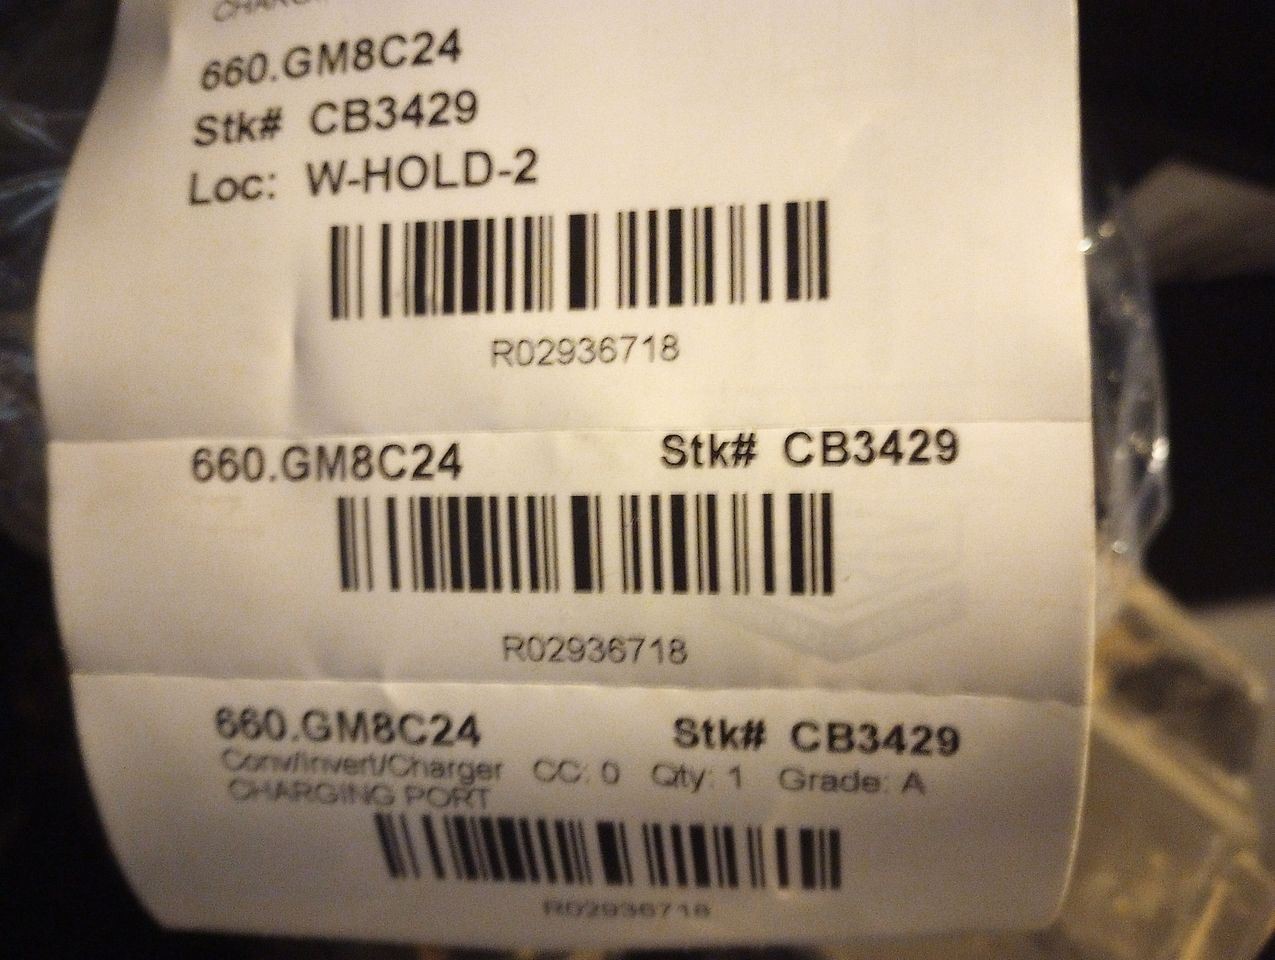 CHARGING
660.GM8C24
Stk# CB3429
Loc: W-HOLD-2
R02936718
660.GM8C24 Stk# CB3429
R02936718
660.GM8C24 Stk# CB3429
Conv/Invert/Charger CC: 0 Qty: 1 Grade: A
CHARGING PORT
R02936718